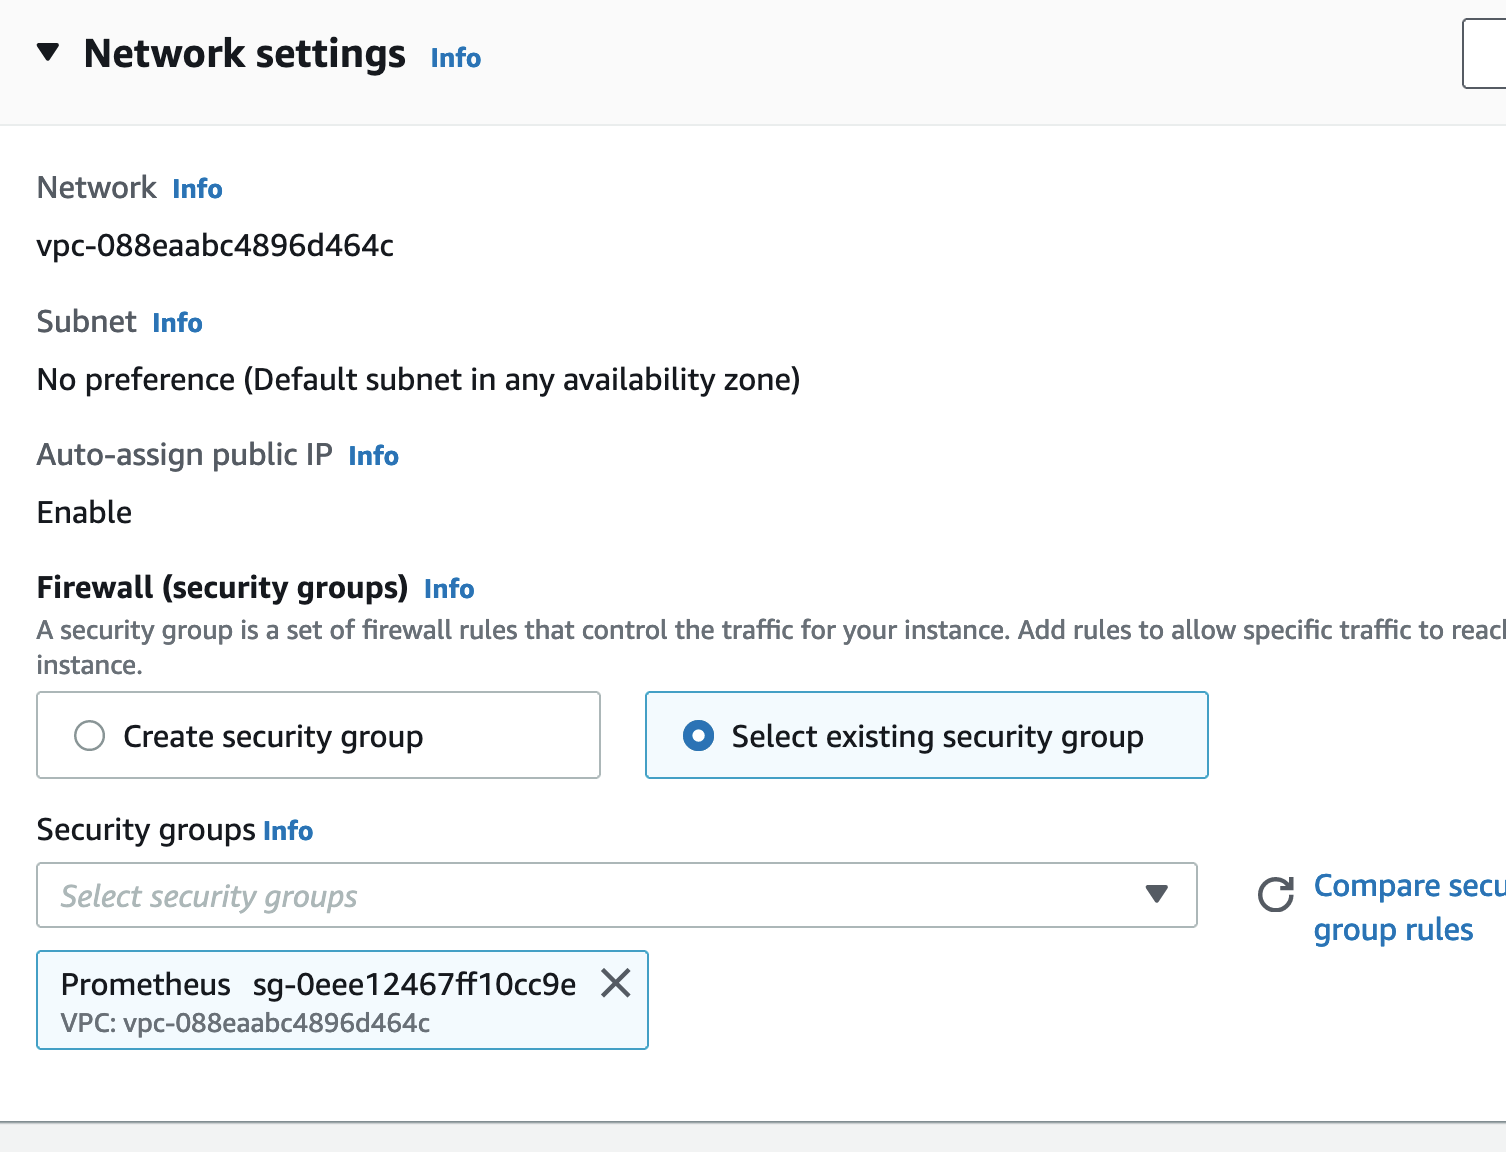 Network settings Info
Network Info
vpc-088eaabc4896d464c
Subnet Info
No preference (Default subnet in any availability zone)
Auto-assign public IP Info
Enable
Firewall (security groups) Info
A security group is a set of firewall rules that control the traffic for your instance. Add rules to allow specific traffic to reach
instance.
Create security group Select existing security group
Security groups Info
Select security groups
Compare secu
group rules
Prometheus sg-0eee12467ff10cc9e
VPC: vpc-088eaabc4896d464c